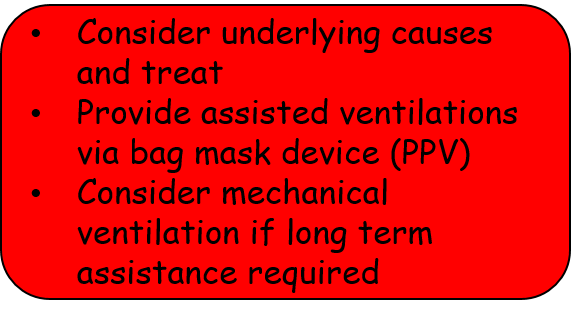 • Consider underlying causes
and treat
• Provide assisted ventilations
via bag mask device (PPV)
• Consider mechanical
ventilation if long term
assistance required